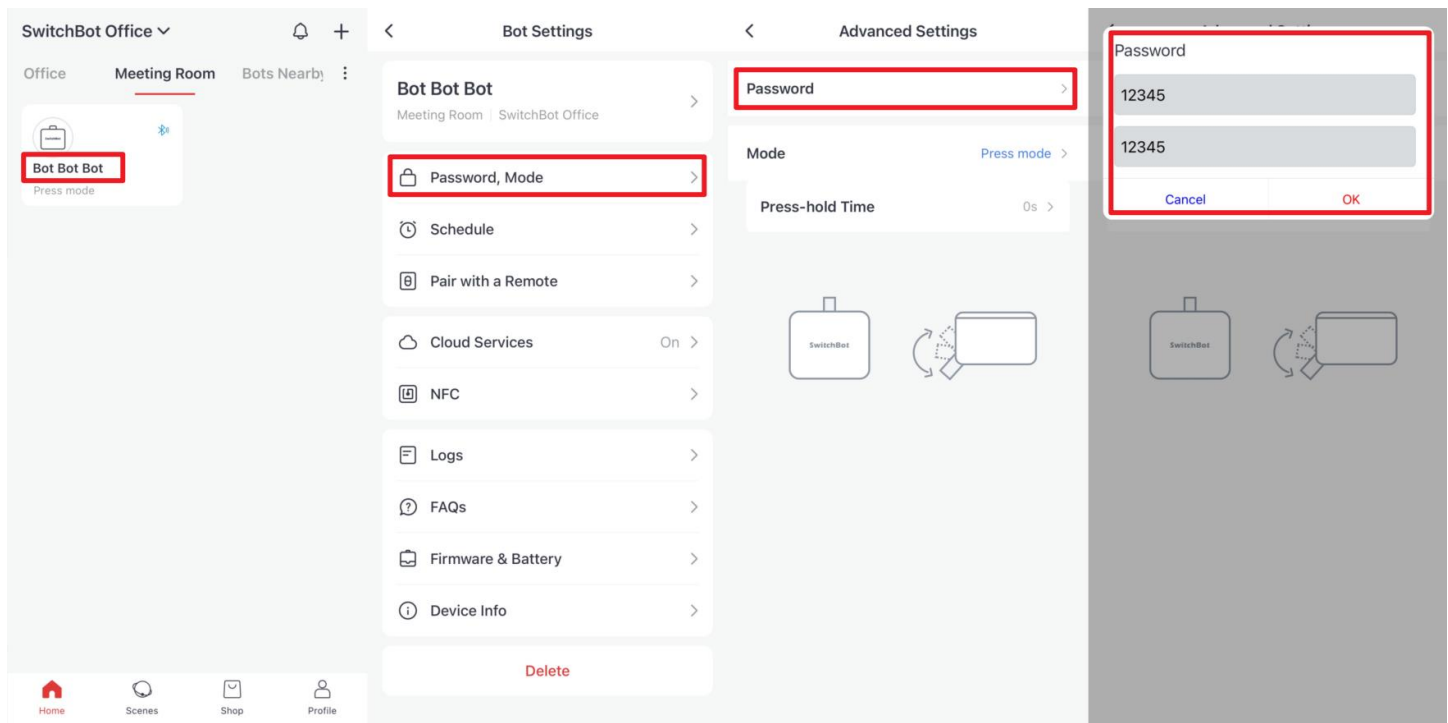 SwitchBot Office
Office Meeting Room Bots Nearby
Bot Bot Bot
Press mode
Home Scenes Shop Profile
Bot Settings
Bot Bot Bot
Meeting Room | SwitchBot Office
Password, Mode
Schedule
Pair with a Remote
Cloud Services On
NFC
Logs
FAQs
Firmware & Battery
Device Info
Delete
Advanced Settings
Password
Mode Press mode
Press-hold Time 0s
SwitchBot
Password
12345
12345
Cancel OK
SwitchBot